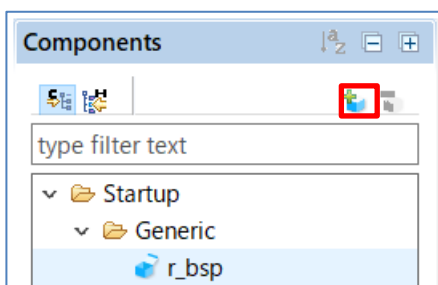 Components
type filter text
Startup
Generic
r_bsp